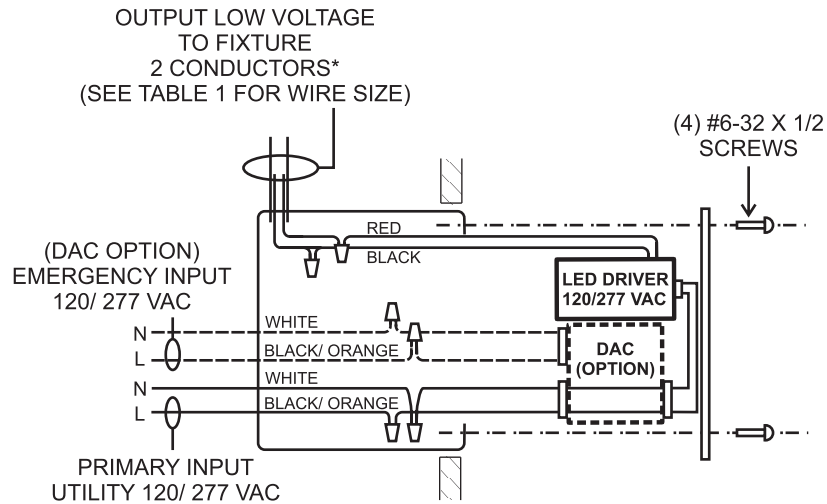 OUTPUT LOW VOLTAGE
TO FIXTURE
2 CONDUCTORS*
(SEE TABLE 1 FOR WIRE SIZE)
(4) #6-32 X 1/2
SCREWS
RED
BLACK
(DAC OPTION)
EMERGENCY INPUT
120/ 277 VAC
LED DRIVER
120/277 VAC
N
WHITE
L
BLACK/ ORANGE
DAC
(OPTION)
N
WHITE
L
BLACK/ ORANGE
PRIMARY INPUT
UTILITY 120/ 277 VAC